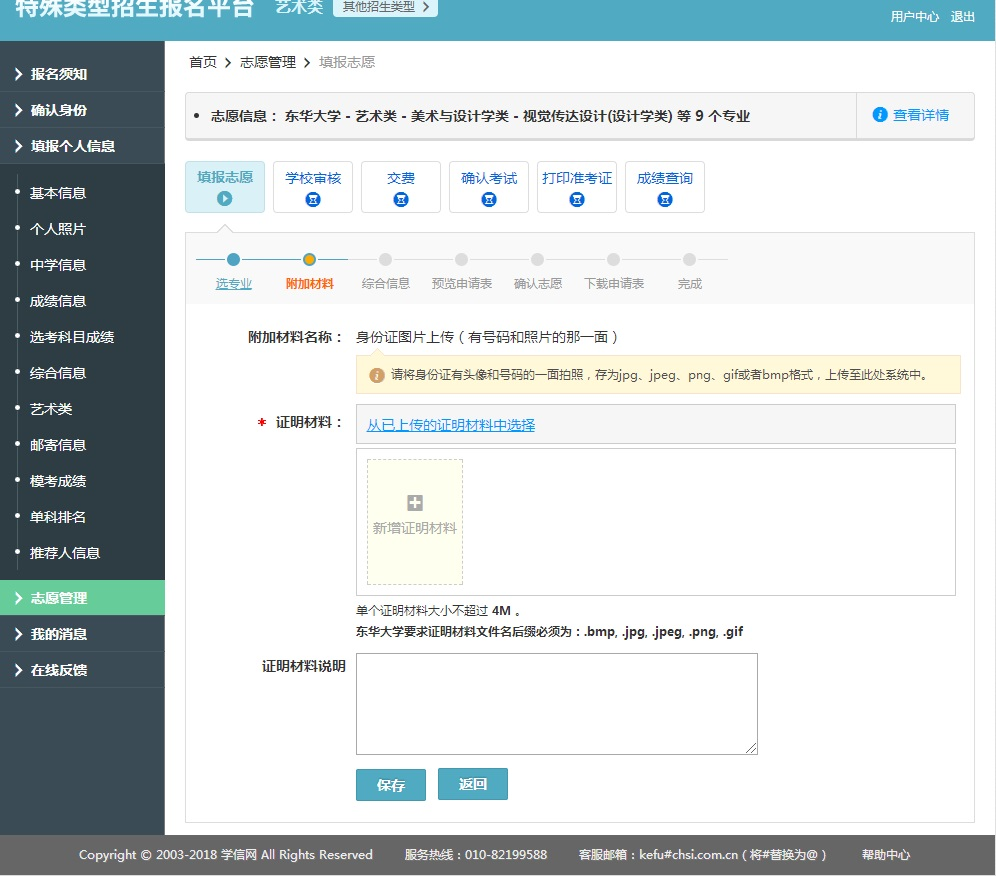 特殊类型招生报名平台 艺术类 其他招生类型
用户中心 退出
报名须知
确认身份
填报个人信息
基本信息
个人照片
中学信息
成绩信息
选考科目成绩
综合信息
艺术类
邮寄信息
模考成绩
单科排名
推荐人信息
志愿管理
我的消息
在线反馈
首页 > 志愿管理 > 填报志愿
• 志愿信息： 东华大学 - 艺术类 - 美术与设计学类 - 视觉传达设计(设计学类) 等 9 个专业
查看详情
填报志愿 学校审核 交费 确认考试 打印准考证 成绩查询
选专业 附加材料 综合信息 预览申请表 确认志愿 下载申请表 完成
附加材料名称： 身份证图片上传（有号码和照片的那一面）
请将身份证有头像和号码的一面拍照，存为jpg、jpeg、png、gif或者bmp格式，上传至此处系统中。
* 证明材料： 从已上传的证明材料中选择
新增证明材料
单个证明材料大小不超过 4M 。
东华大学要求证明材料文件名后缀必须为：.bmp, .jpg, .jpeg, .png, .gif
证明材料说明
保存 返回
Copyright © 2003-2018 学信网 All Rights Reserved 服务热线：010-82199588 客服邮箱：kefu#chsi.com.cn（将#替换为@） 帮助中心